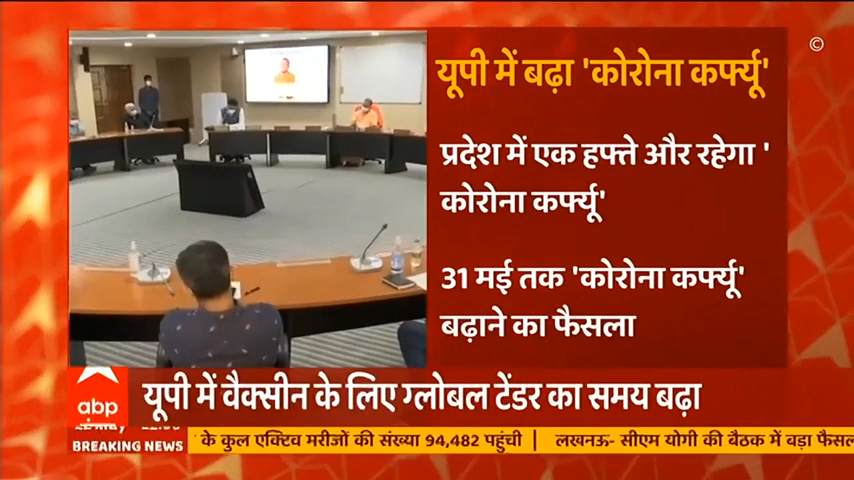 ©
यूपी में बढ़ा 'कोरोना कर्फ्यू'
प्रदेश में एक हफ्ते और रहेगा '
कोरोना कर्फ्यू'
31 मई तक 'कोरोना कर्फ्यू'
बढ़ाने का फैसला
abp
यूपी में वैक्सीन के लिए ग्लोबल टेंडर का समय बढ़ा
BREAKING NEWS
के कुल एक्टिव मरीजों की संख्या 94,482 पहुंची | लखनऊ- सीएम योगी की बैठक में बड़ा फैसल